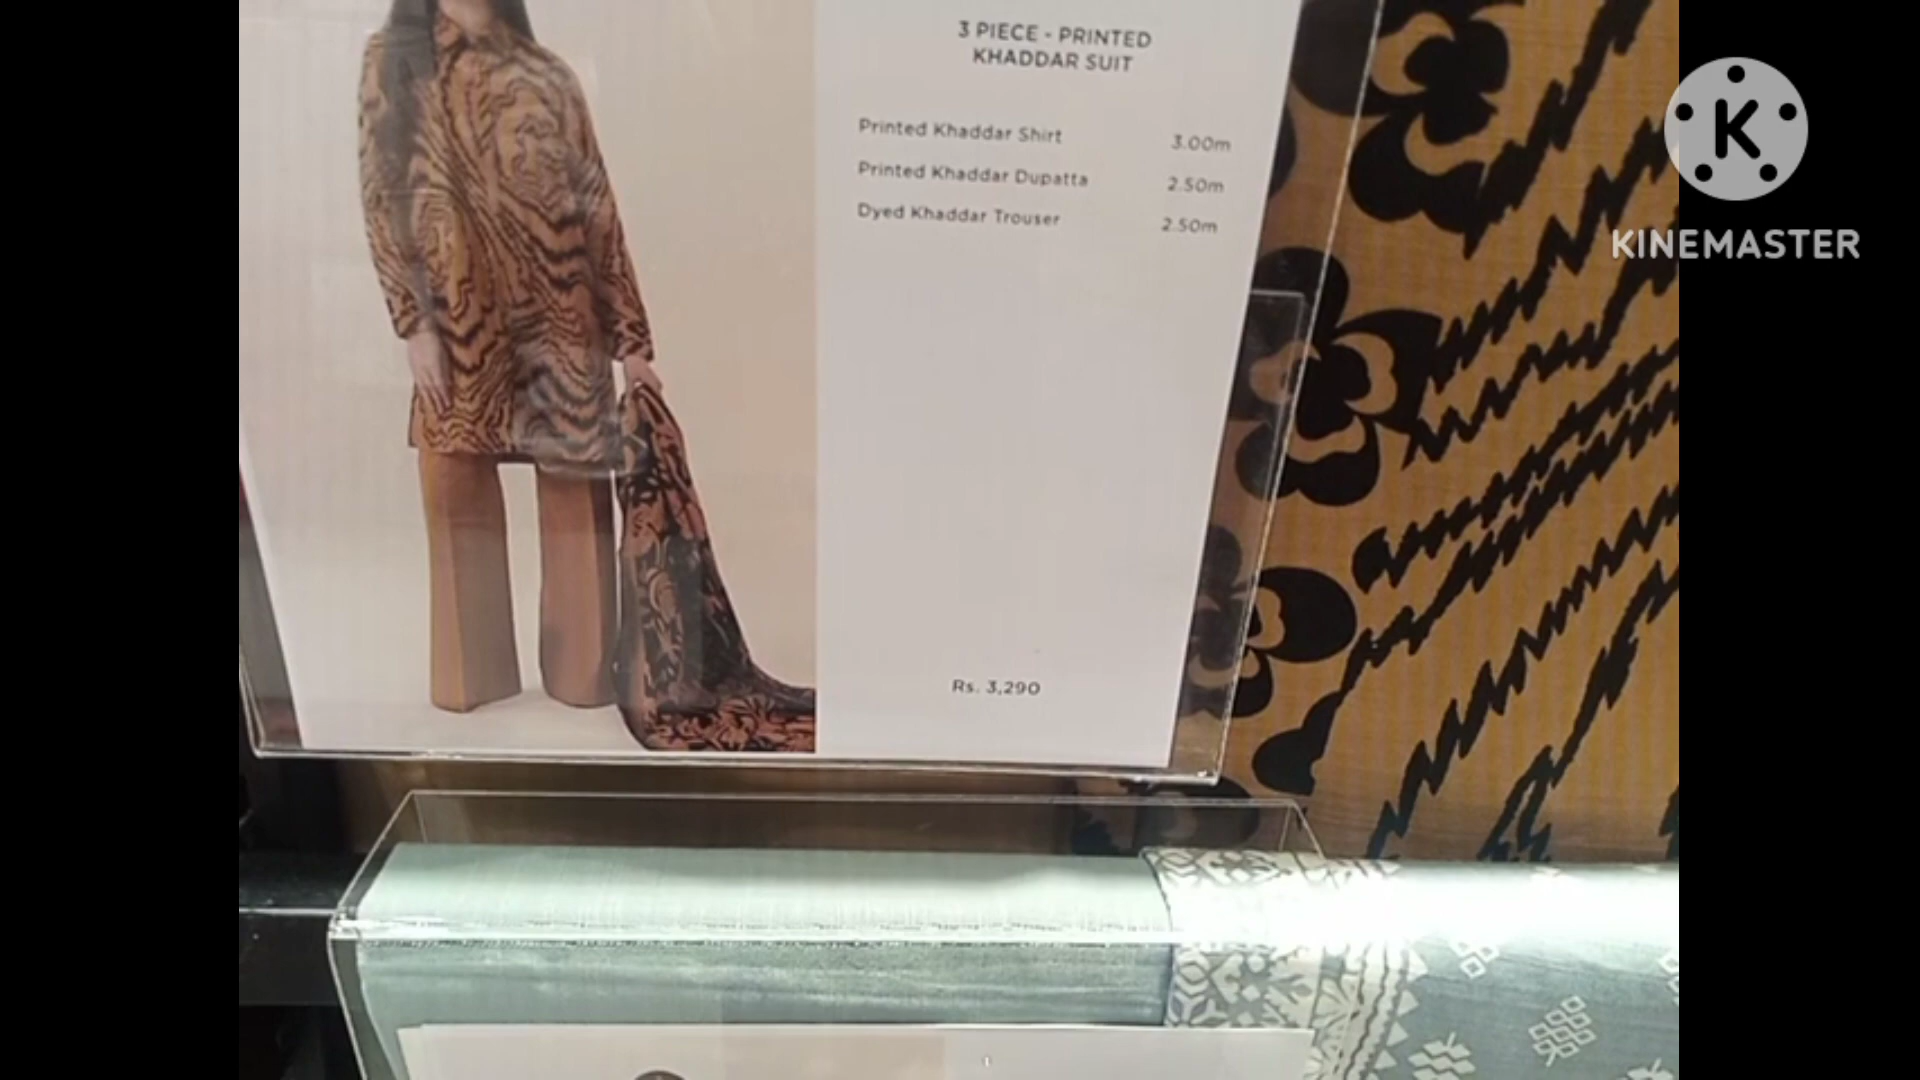 3 PIECE - PRINTED
KHADDAR SUIT
Printed Khaddar Shirt 3.00m
Printed Khaddar Dupatta 2.50m
Dyed Khaddar Trouser 2.50m
Rs. 3,290
K
KINEMASTER